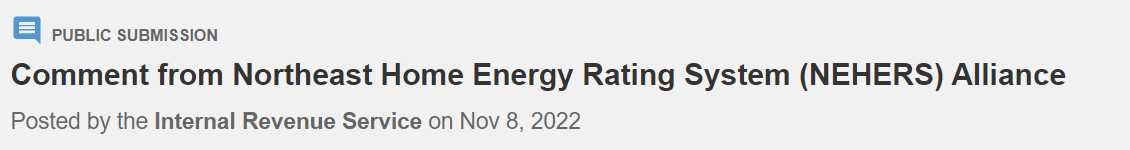 PUBLIC SUBMISSION
Comment from Northeast Home Energy Rating System (NEHERS) Alliance
Posted by the Internal Revenue Service on Nov 8, 2022